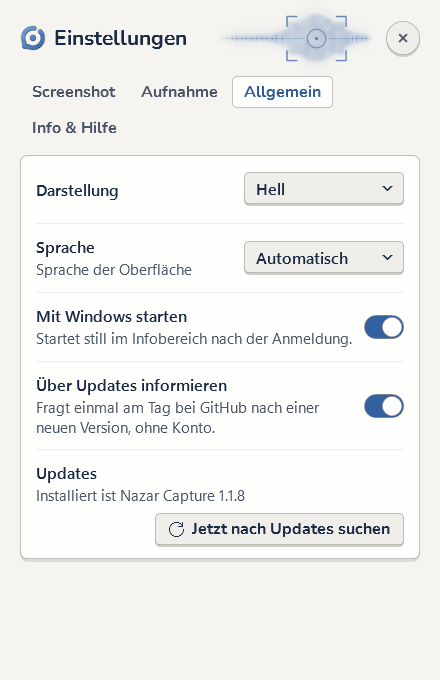 Einstellungen
Screenshot
Aufnahme
Allgemein
Info & Hilfe
Darstellung
Hell
Sprache
Sprache der Oberfläche
Automatisch
Mit Windows starten
Startet still im Infobereich nach der Anmeldung.
Über Updates informieren
Fragt einmal am Tag bei GitHub nach einer
neuen Version, ohne Konto.
Updates
Installiert ist Nazar Capture 1.1.8
Jetzt nach Updates suchen